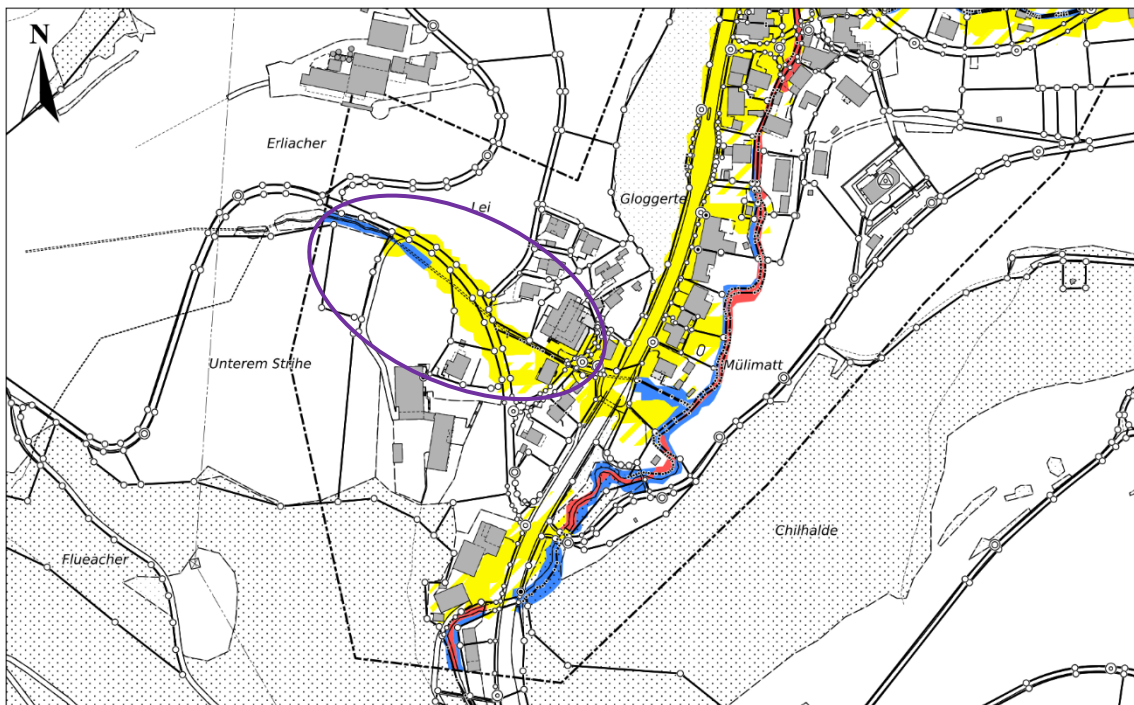 N
Erliacher
Lei
Gloggerte
Unterem Strihe
Mülimatt
Chilhalde
Flueacher